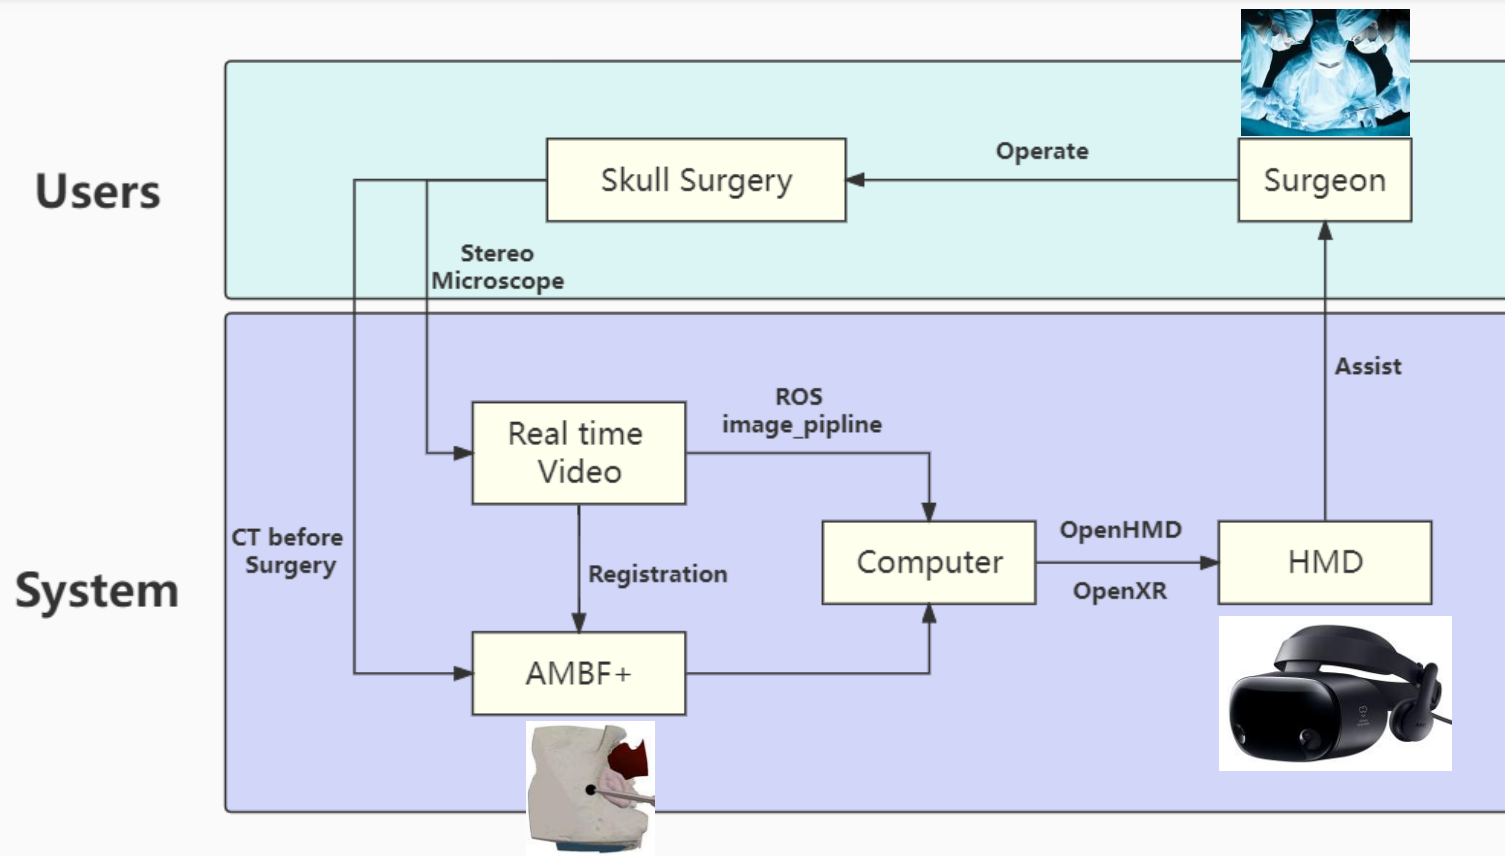 Users
Skull Surgery
Operate
Surgeon
Stereo
Microscope
Assist
System
CT before
Surgery
Real time
Video
ROS
image_pipline
Registration
AMBF+
Computer
OpenHMD
OpenXR
HMD